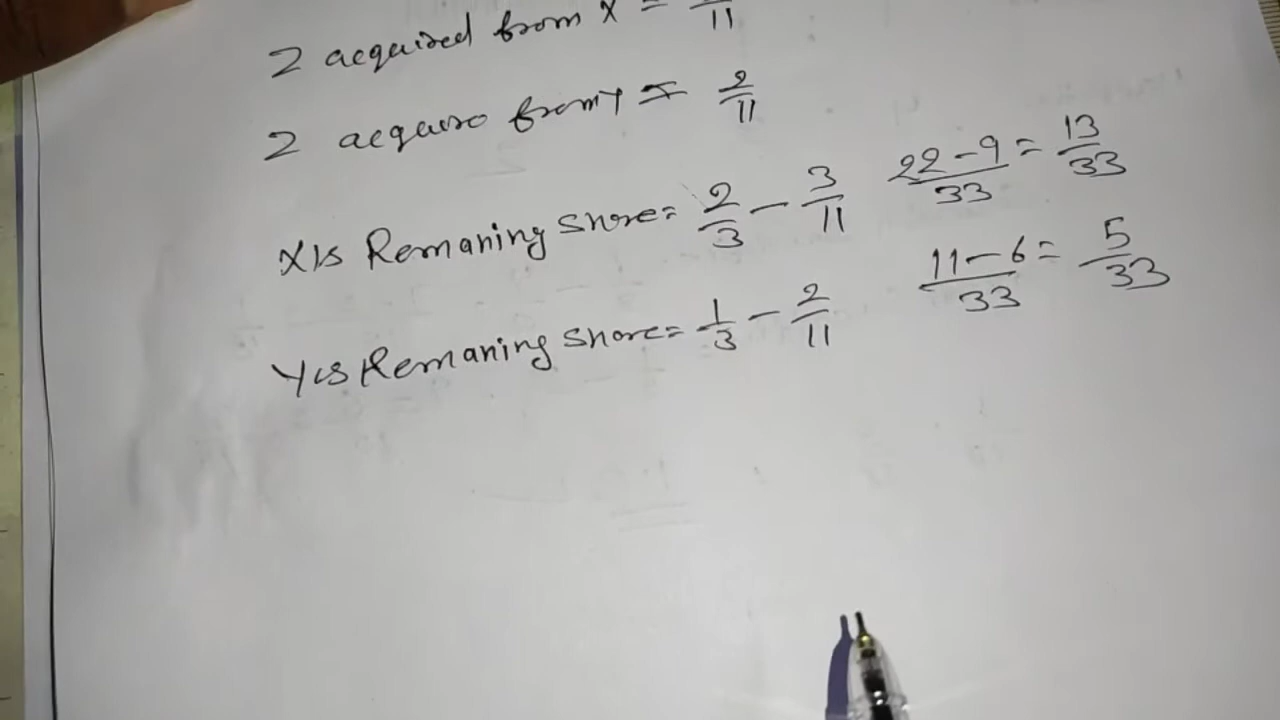 Z acquired from X = /11
Z acquire from Y = 2/11
X's Remaning Share = 2/3 - 3/11 22-9/33 = 13/33
Y's Remaning Share = 1/3 - 2/11 11-6/33 = 5/33